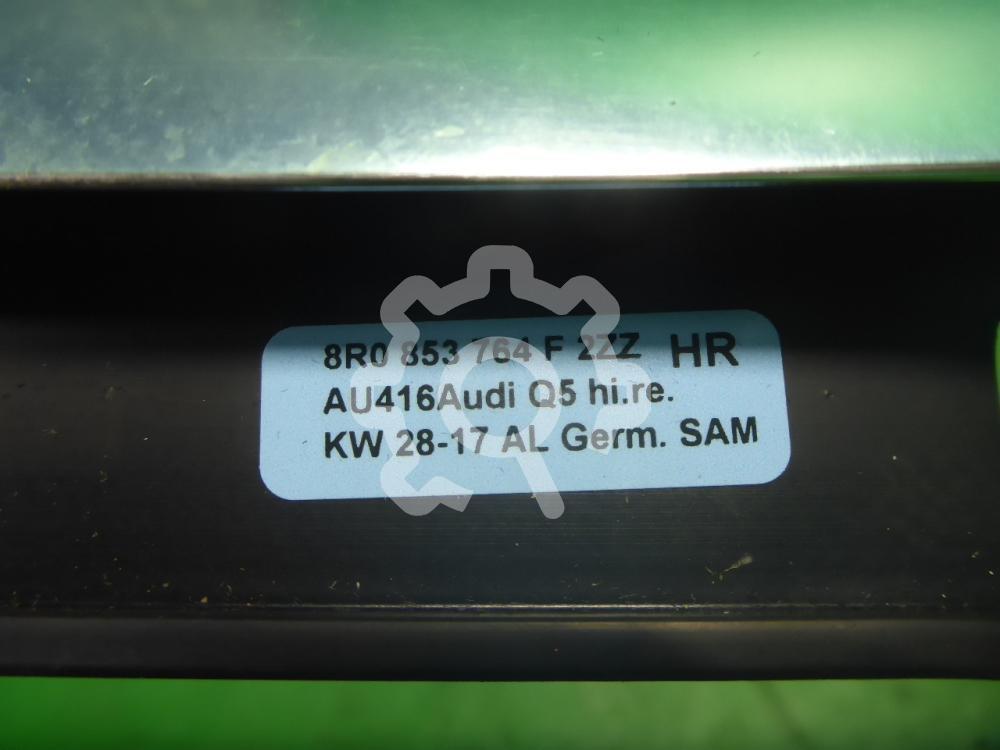 8R0 853 764 F 2ZZ HR
AU416Audi Q5 hi.re.
KW 28-17 AL Germ. SAM